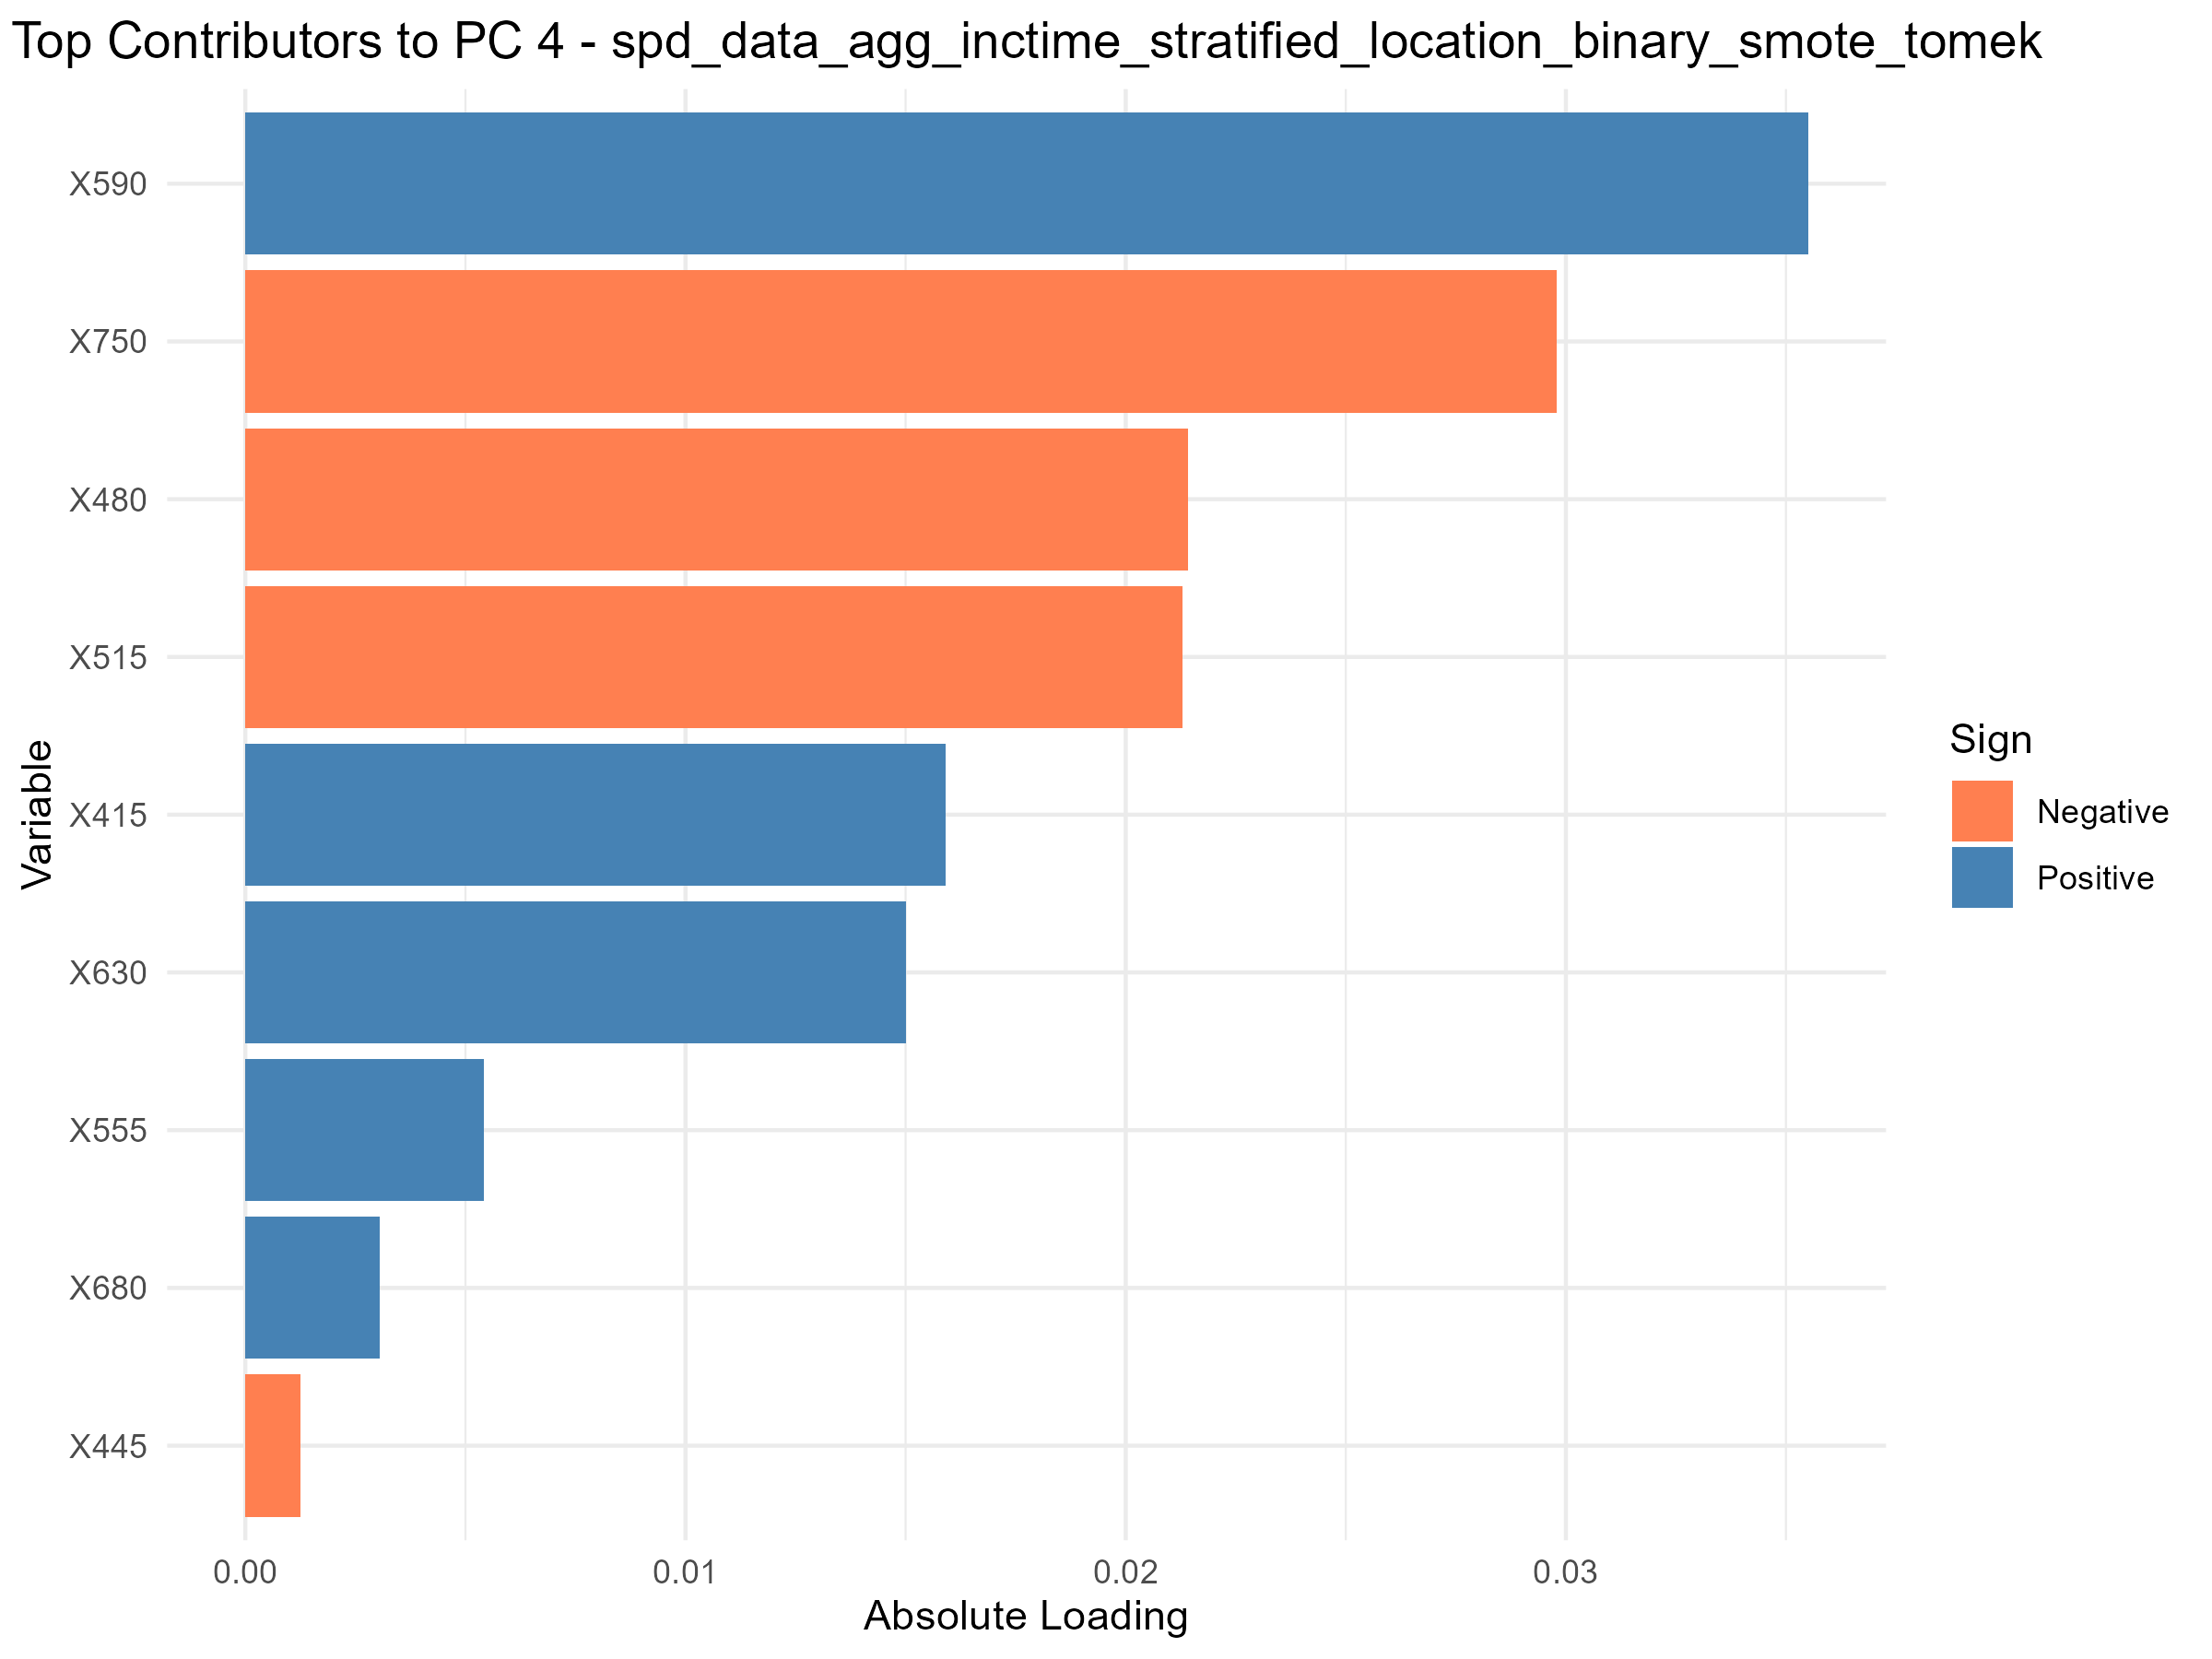 Top Contributors to PC 4 - spd_data_agg_inctime_stratified_location_binary_smote_tomek
X590
X750
X480
X515
X415
X630
X555
X680
X445
Variable
0.00 0.01 0.02 0.03
Absolute Loading
Sign
Negative
Positive